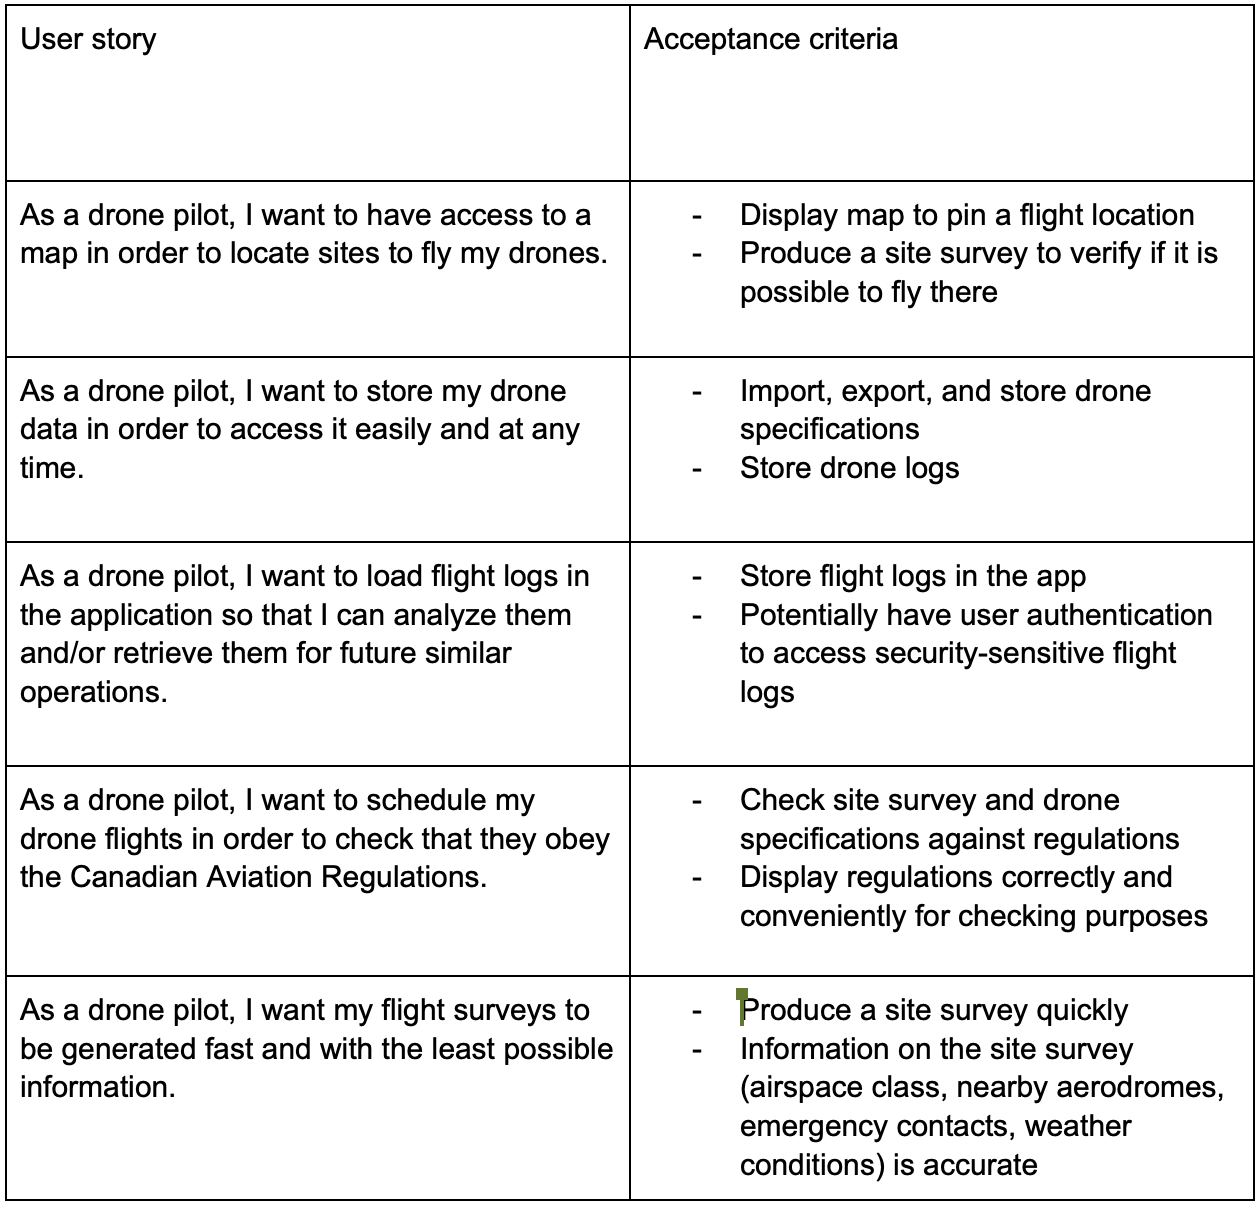 User story
Acceptance criteria
As a drone pilot, I want to have access to a
map in order to locate sites to fly my drones.
- Display map to pin a flight location
- Produce a site survey to verify if it is
possible to fly there
As a drone pilot, I want to store my drone
data in order to access it easily and at any
time.
- Import, export, and store drone
specifications
- Store drone logs
As a drone pilot, I want to load flight logs in
the application so that I can analyze them
and/or retrieve them for future similar
operations.
- Store flight logs in the app
- Potentially have user authentication
to access security-sensitive flight
logs
As a drone pilot, I want to schedule my
drone flights in order to check that they obey
the Canadian Aviation Regulations.
- Check site survey and drone
specifications against regulations
- Display regulations correctly and
conveniently for checking purposes
As a drone pilot, I want my flight surveys to
be generated fast and with the least possible
information.
- Produce a site survey quickly
- Information on the site survey
(airspace class, nearby aerodromes,
emergency contacts, weather
conditions) is accurate